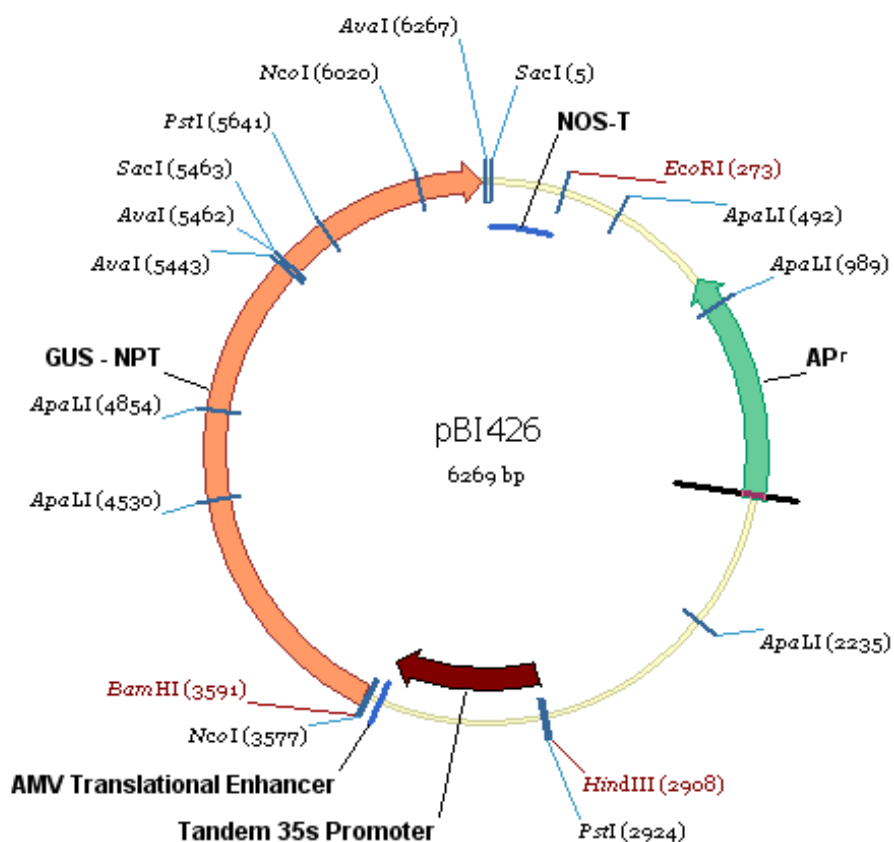 AvaI (6267)
NcoI (6020)
SacI (5)
PstI (5641)
NOS-T
SacI (5463)
EcoRI (273)
AvaI (5462)
ApaLI (492)
AvaI (5443)
ApaLI (989)
GUS - NPT
APr
ApaLI (4854)
pBI426
6269 bp
ApaLI (4530)
ApaLI (2235)
BamHI (3591)
NcoI (3577)
AMV Translational Enhancer
HindIII (2908)
Tandem 35s Promoter
PstI (2924)